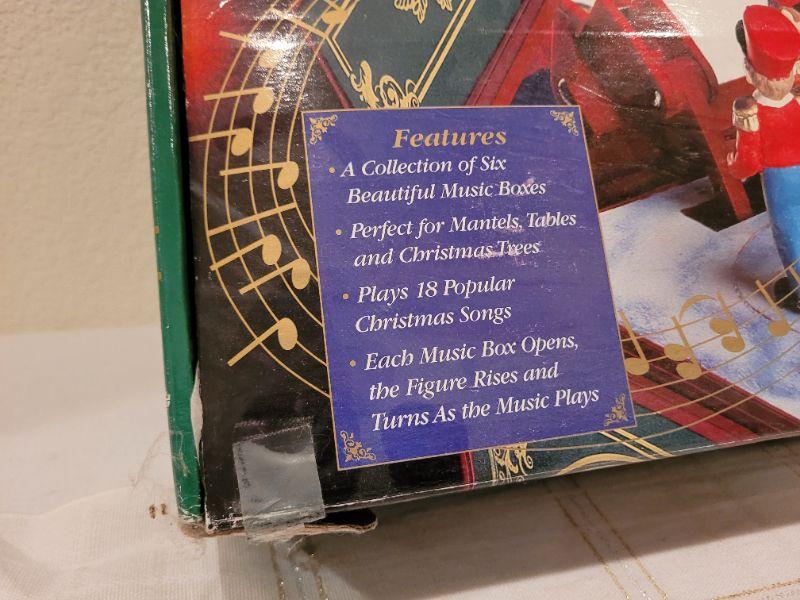 Features
• A Collection of Six
Beautiful Music Boxes
• Perfect for Mantels, Tables
and Christmas Trees
• Plays 18 Popular
Christmas Songs
• Each Music Box Opens,
the Figure Rises and
Turns As the Music Plays